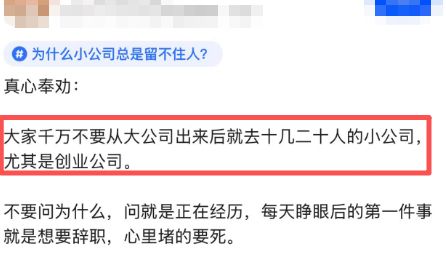 # 为什么小公司总是留不住人?
真心奉劝：
大家千万不要从大公司出来后就去十几二十人的小公司，
尤其是创业公司。
不要问为什么，问就是正在经历，每天睁眼后的第一件事
就是想要辞职，心里堵的要死。